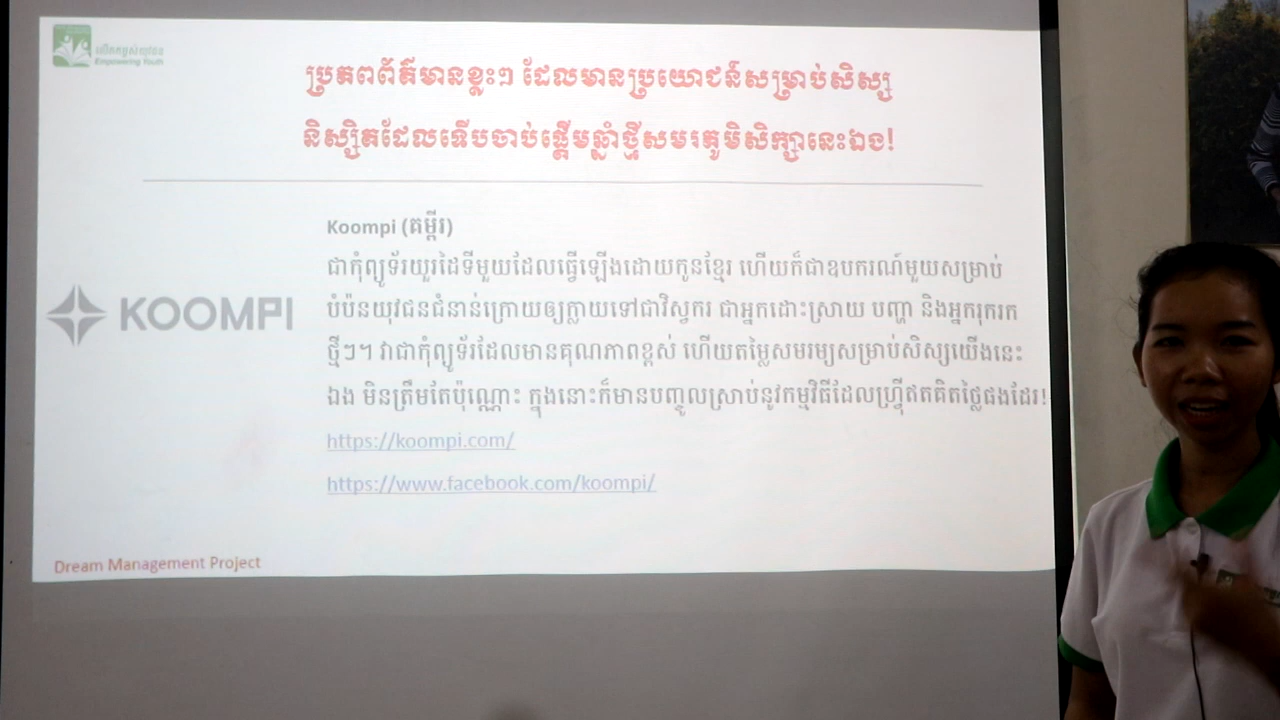 លើកកម្ពស់យុវជន
Empowering Youth
ប្រភពព័ត៌មានខ្លះៗ ដែលមានប្រយោជន៍សម្រាប់សិស្ស
និស្សិតដែលទើបចាប់ផ្តើមឆ្នាំថ្មីសមរភូមិសិក្សានេះឯង!
Koompi (គម្ពីរ)
ជាកុំព្យូទ័រយួរដៃទីមួយដែលធ្វើឡើងដោយកូនខ្មែរ ហើយក៏ជាឧបករណ៍មួយសម្រាប់
បំប៉នយុវជនជំនាន់ក្រោយឲ្យក្លាយទៅជាវិស្វករ ជាអ្នកដោះស្រាយ បញ្ហា និងអ្នករុករក
ថ្មីៗ។ វាជាកុំព្យូទ័រដែលមានគុណភាពខ្ពស់ ហើយតម្លៃសមរម្យសម្រាប់សិស្សយើងនេះ
ឯង មិនត្រឹមតែប៉ុណ្ណោះ ក្នុងនោះក៏មានបញ្ចូលស្រាប់នូវកម្មវិធីដែលហ្វ្រីឥតគិតថ្លៃផងដែរ!
KOOMPI
https://koompi.com/
https://www.facebook.com/koompi/
Dream Management Project